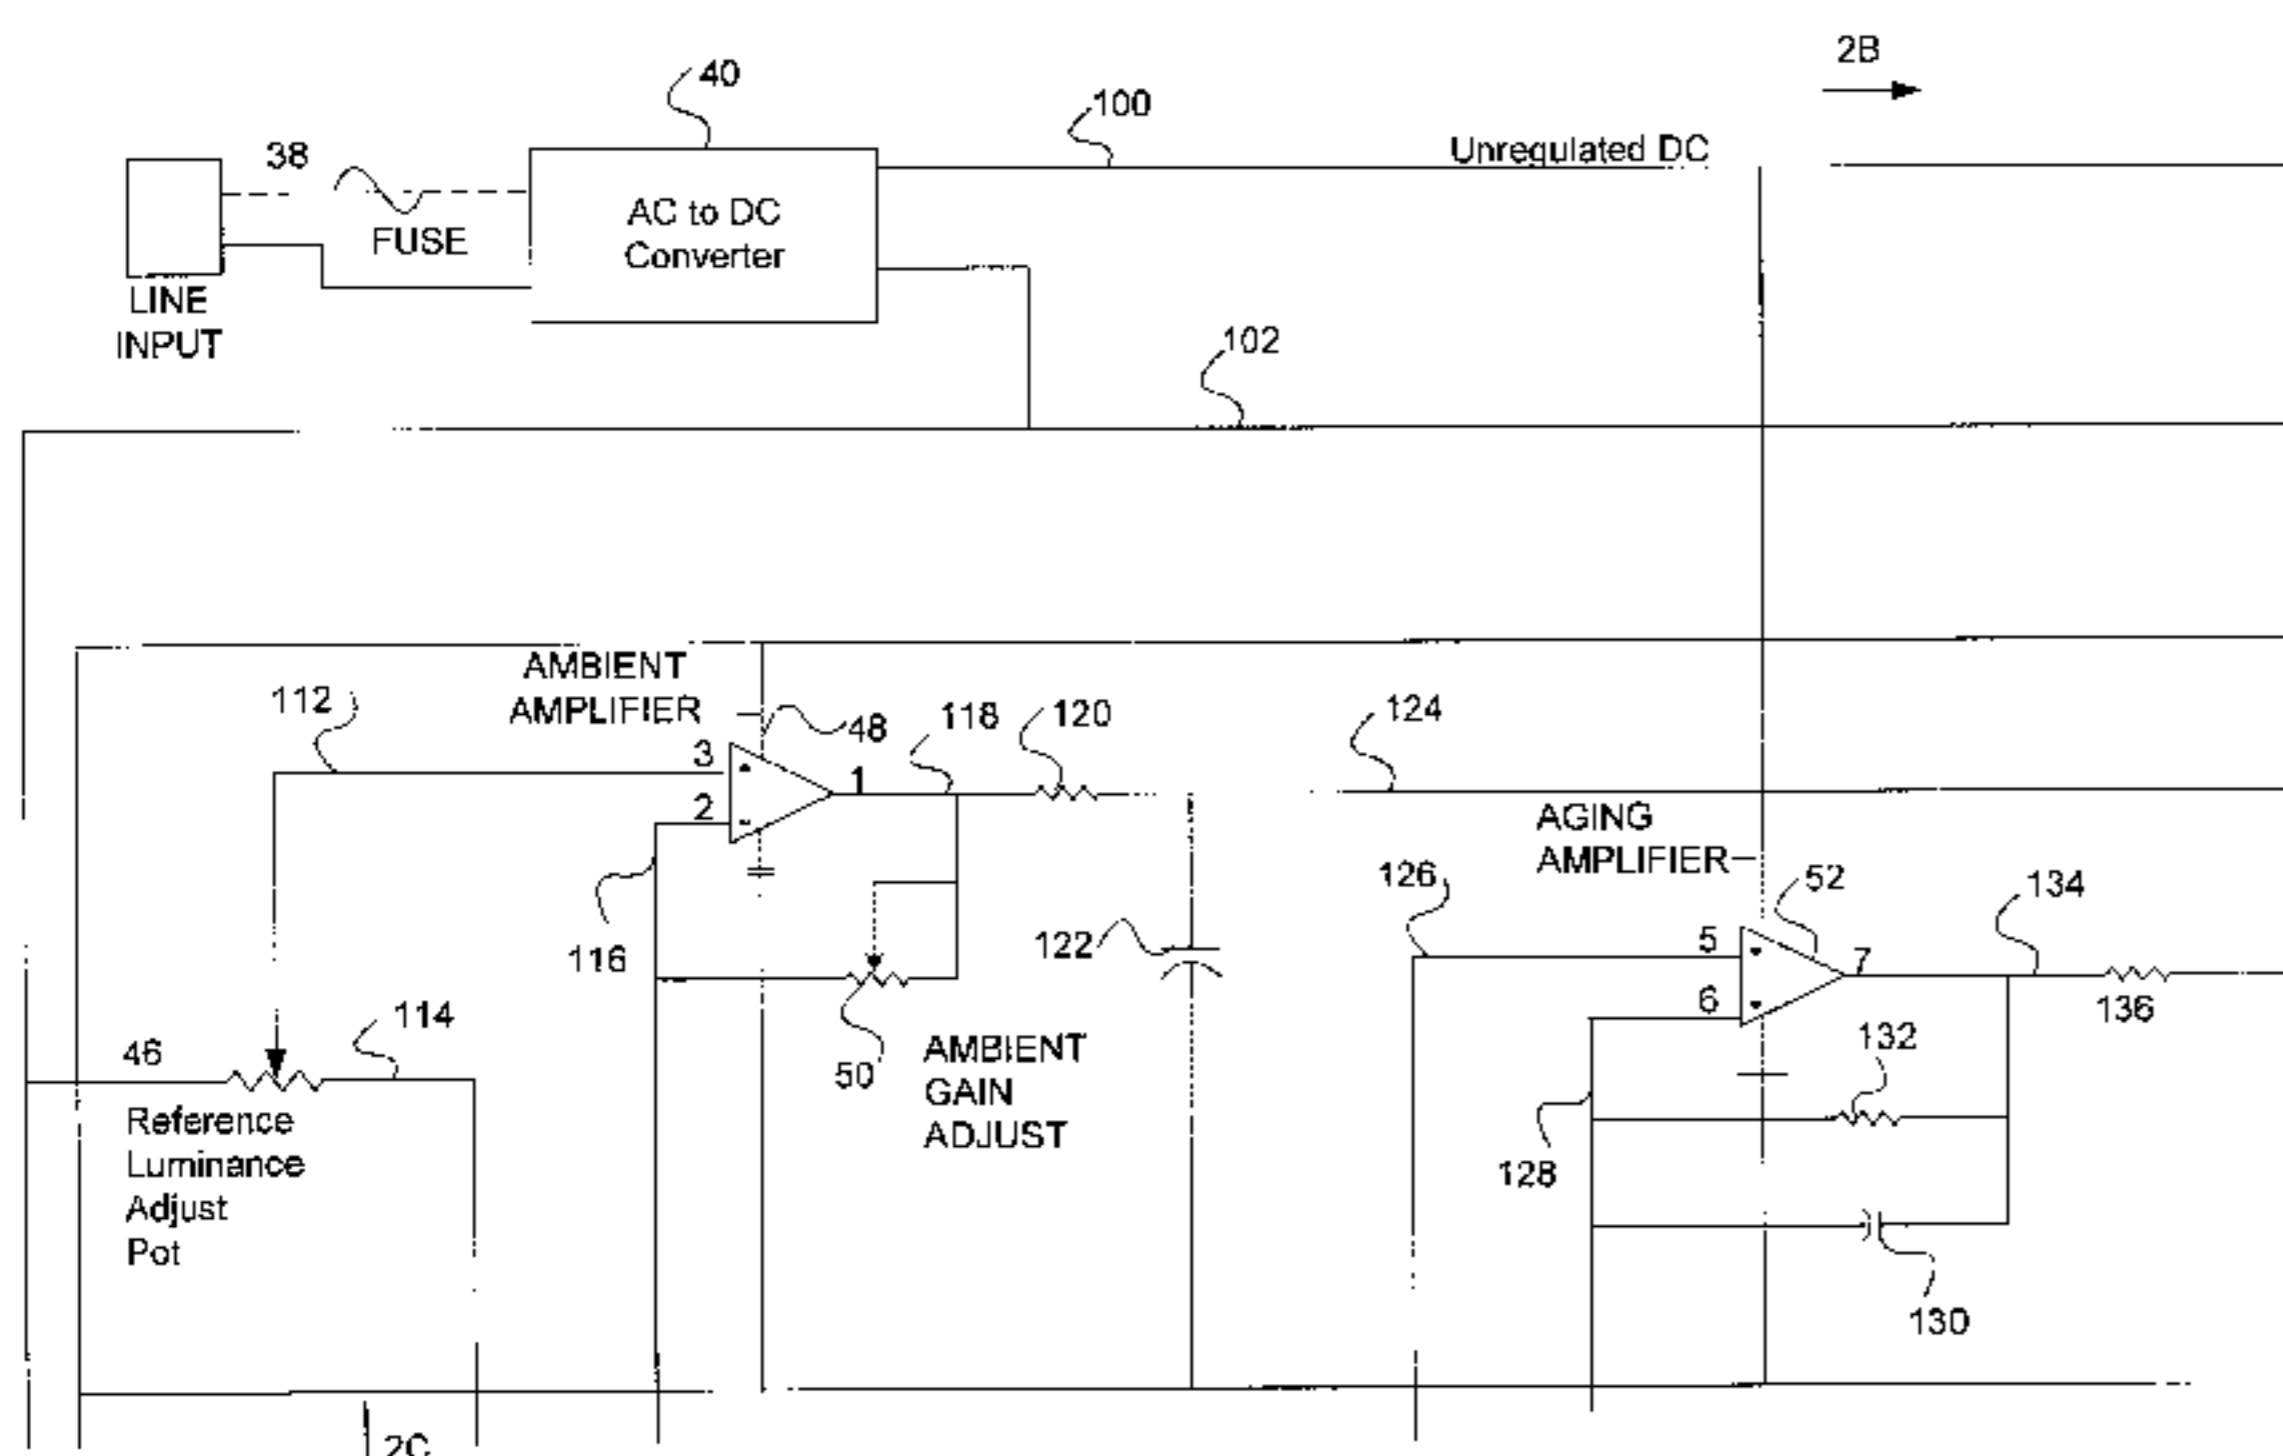 2B
40
100
38
Unregulated DC
AC to DC
Converter
FUSE
LINE
INPUT
102
AMBIENT
AMPLIFIER
112
48
118
120
124
3
2
1
AGING
AMPLIFIER
126
52
134
116
122
5
6
7
136
46
114
50
AMBIENT
GAIN
ADJUST
132
128
Reference
Luminance
Adjust
Pot
130
2C